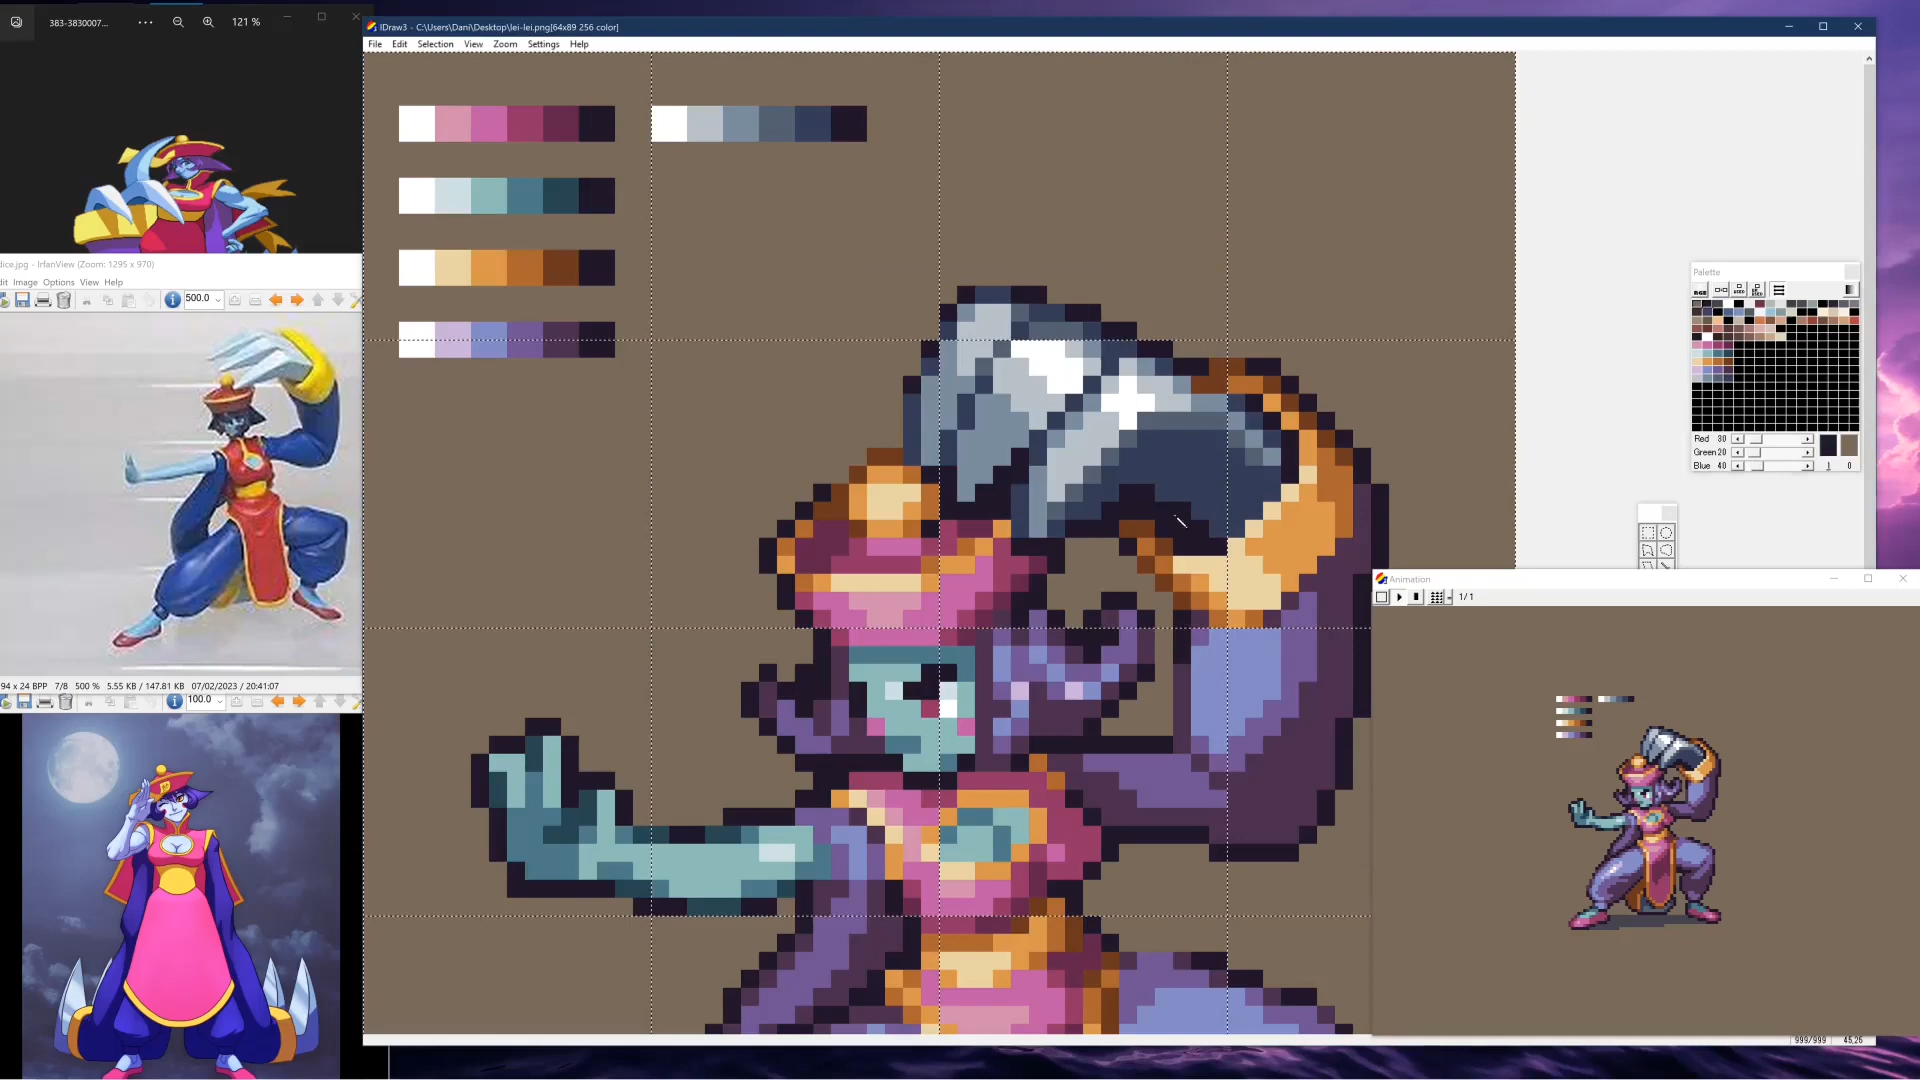 383-3830007... ··· 121 %
IDraw3 - C:\Users\Dani\Desktop\lei-lei.png[64x89 256 color]
File Edit Selection View Zoom Settings Help
dice.jpg - IrfanView (Zoom: 1295 x 970)
dit Image Options View Help
500.0
94 x 24 BPP 7/8 500 % 5.55 KB / 147.81 KB 07/02/2023 / 20:41:07
100.0
Palette
RGB
Red 30
Green 20
Blue 40
1 0
Animation
1/1
999/999 45,26